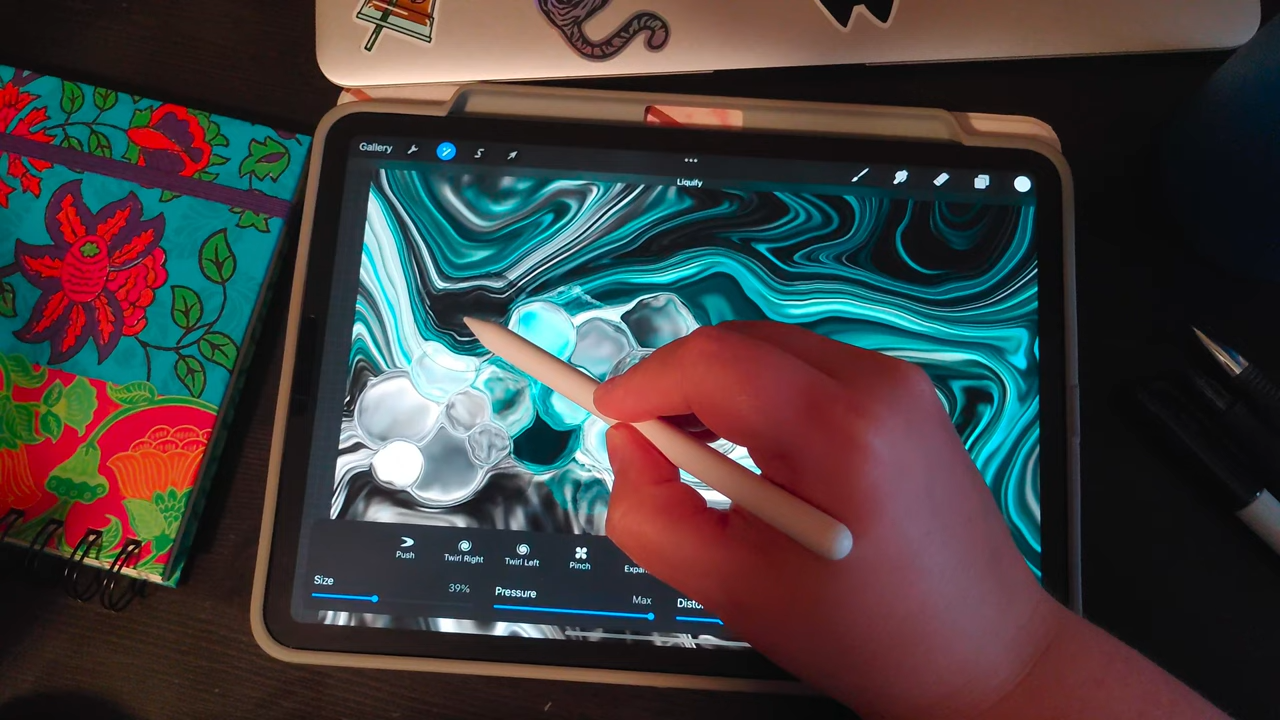 Gallery
Liquify
Push
Twirl Right
Twirl Left
Pinch
Size
39%
Pressure
Max